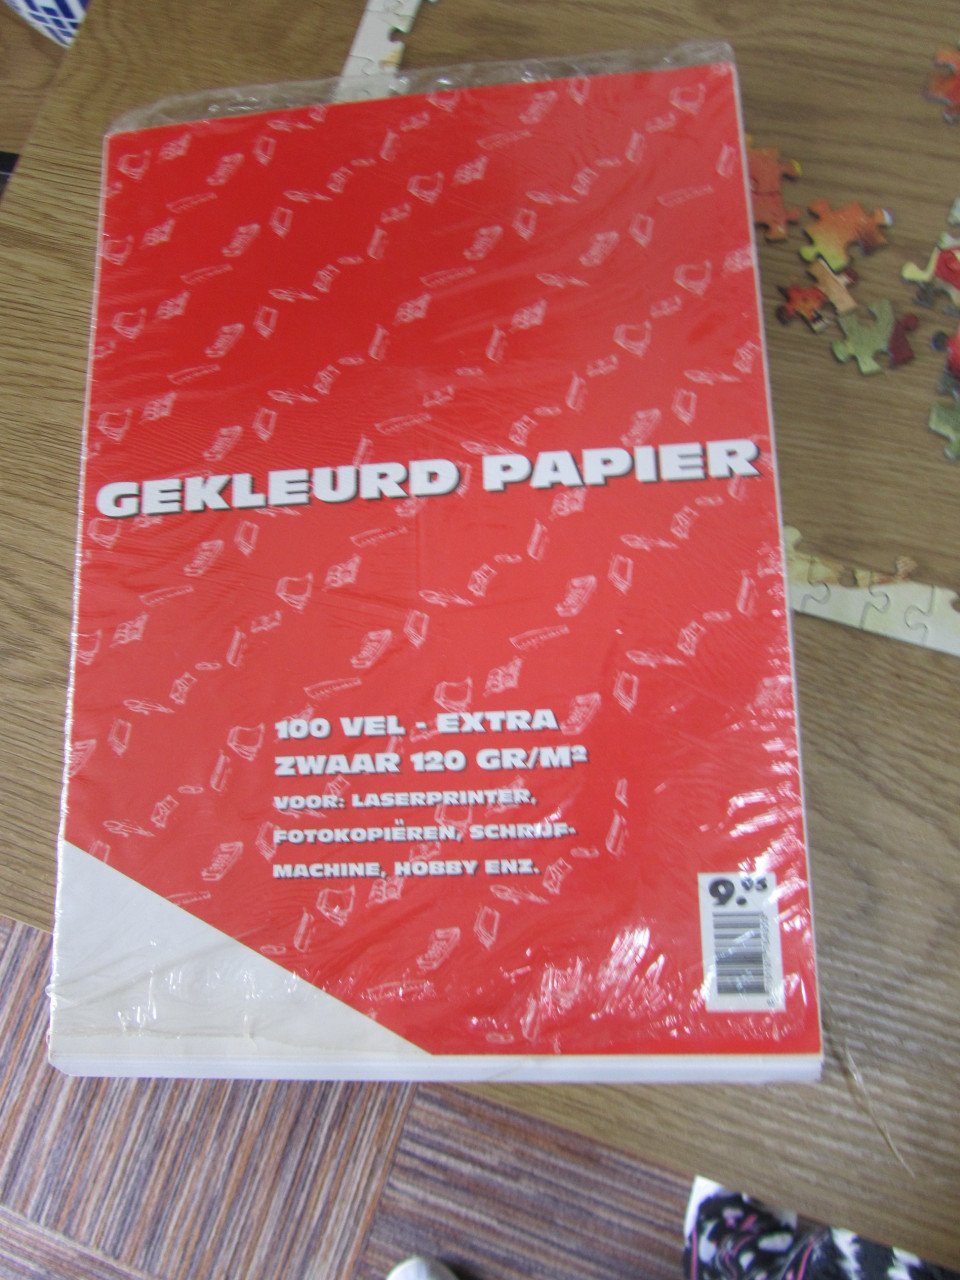 GEKLEURD PAPIER
100 VEL - EXTRA
ZWAAR 120 GR/M²
VOOR: LASERPRINTER,
FOTOKOPIËREN, SCHRIJF-
MACHINE, HOBBY ENZ.
9.95